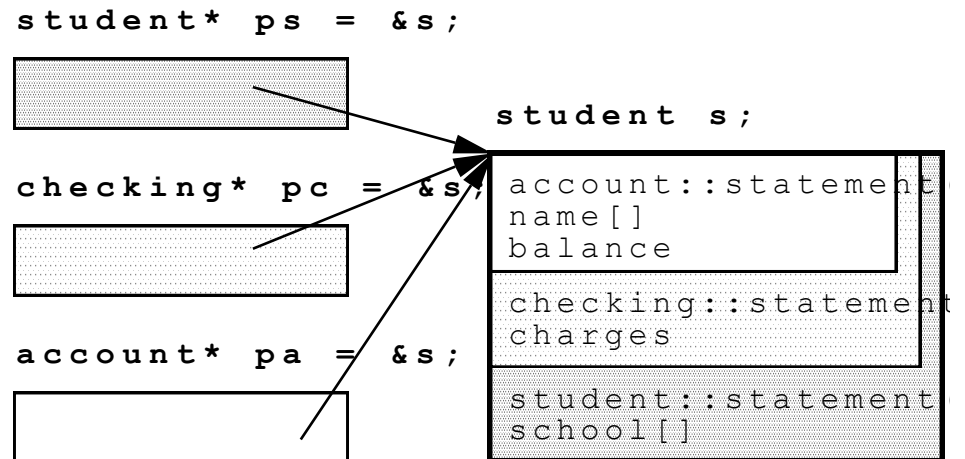 student* ps = &s;
student s;
checking* pc = &s;
account::statement(
name[]
balance
checking::statement
charges
account* pa = &s;
student::statement
school[]